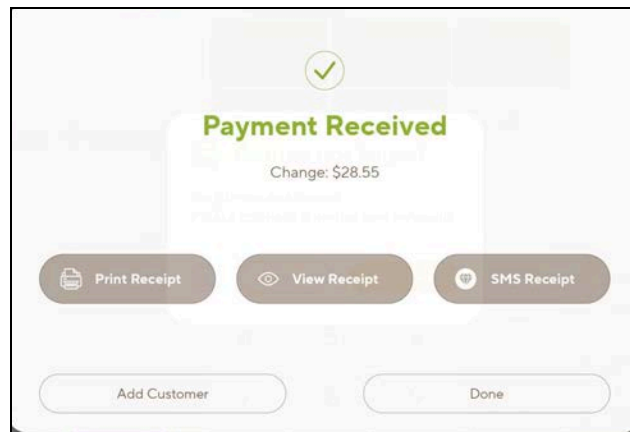 Payment Received
Change: $28.55
Print Receipt
View Receipt
SMS Receipt
Add Customer
Done